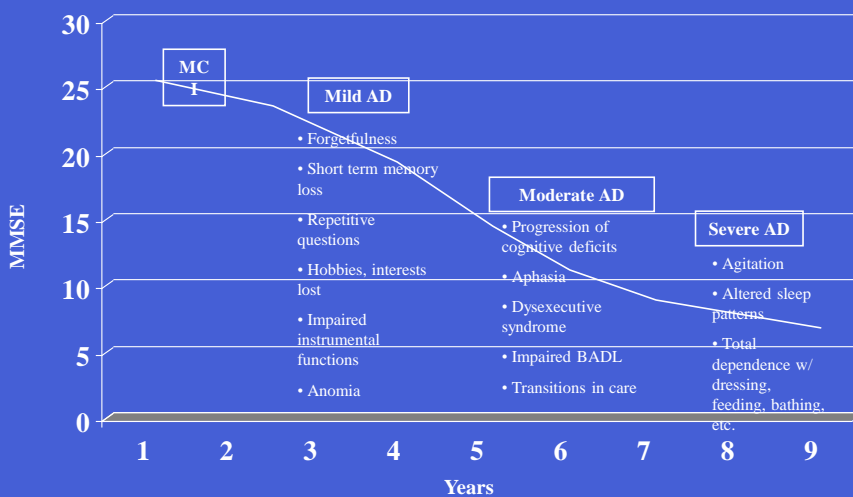 30
25
20
15
10
5
0
MMSE
MC
I
Mild AD
• Forgetfulness
• Short term memory
loss
• Repetitive
questions
• Hobbies, interests
lost
• Impaired
instrumental
functions
• Anomia
Moderate AD
• Progression of
cognitive deficits
• Aphasia
• Dysexecutive
syndrome
• Impaired BADL
• Transitions in care
Severe AD
• Agitation
• Altered sleep
patterns
• Total
dependence w/
dressing,
feeding, bathing,
etc.
1 2 3 4 5 6 7 8 9
Years